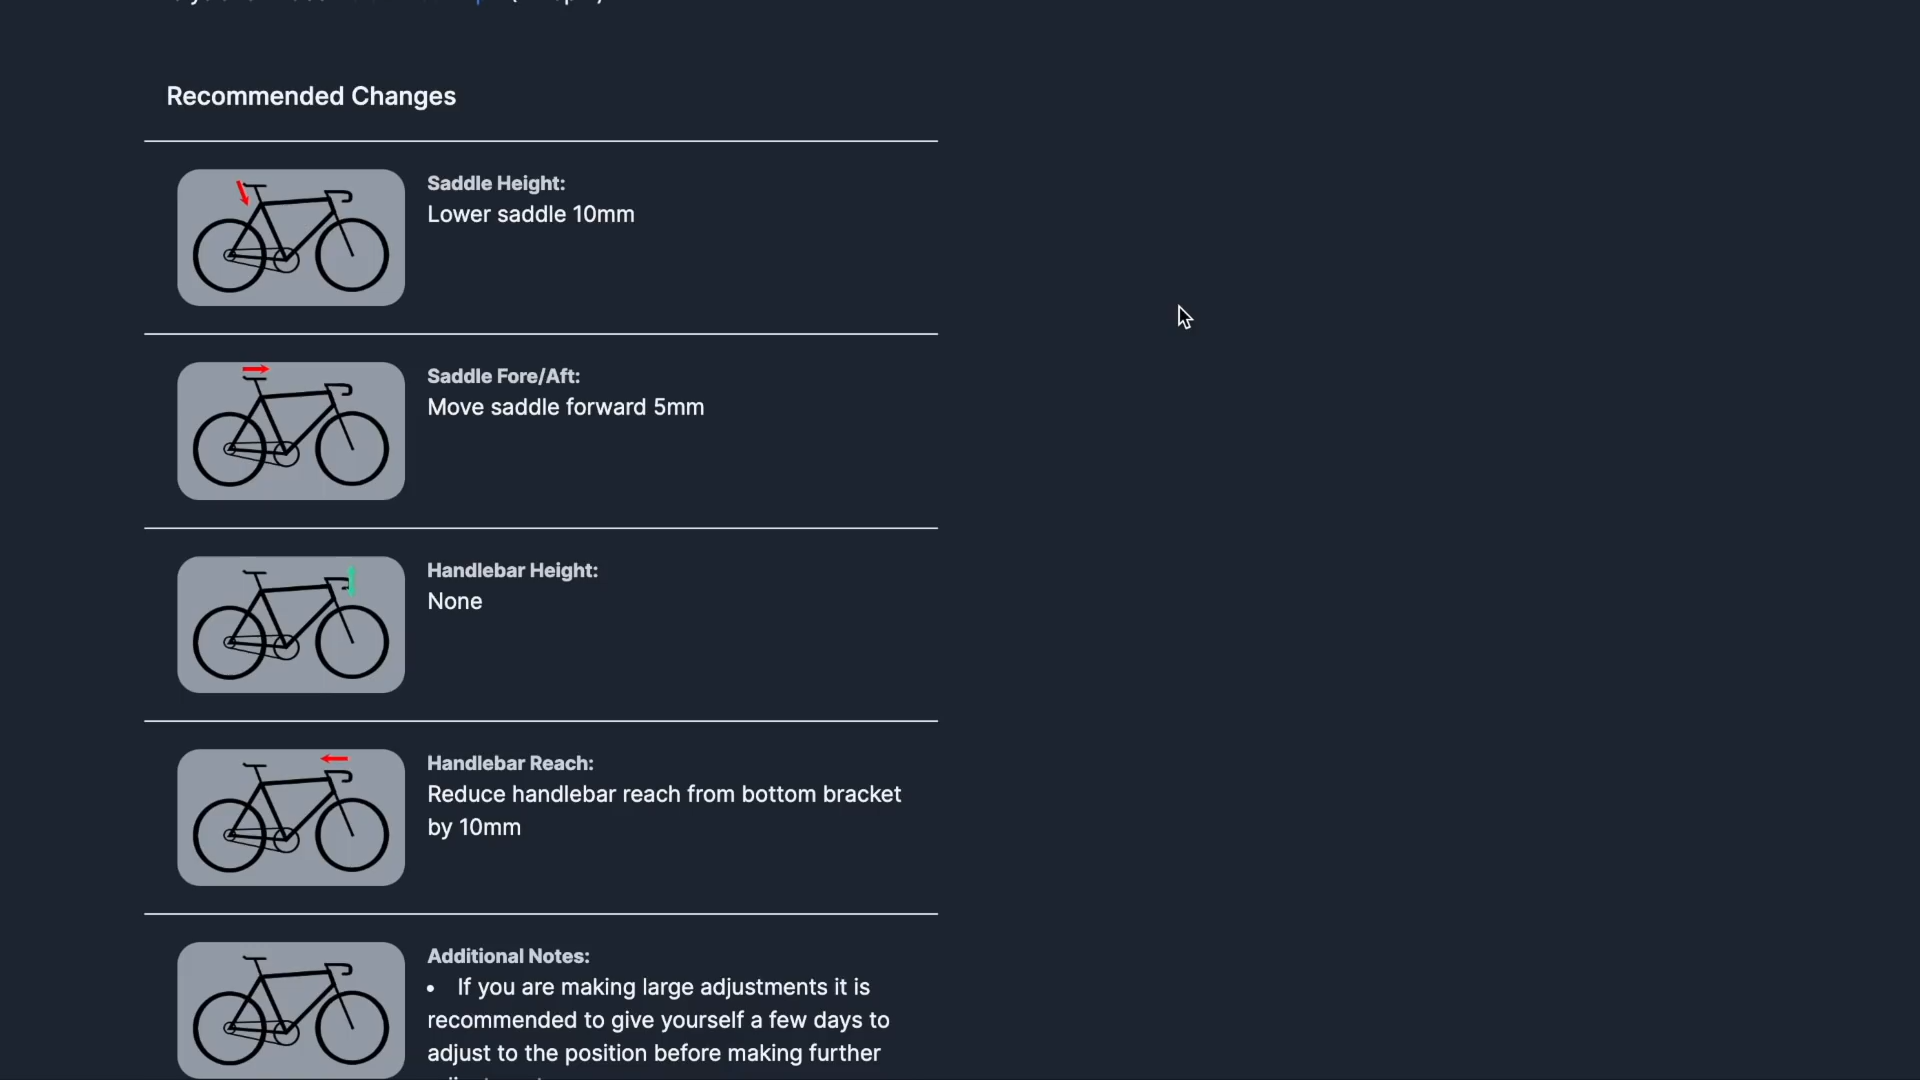 Recommended Changes
Saddle Height:
Lower saddle 10mm
Saddle Fore/Aft:
Move saddle forward 5mm
Handlebar Height:
None
Handlebar Reach:
Reduce handlebar reach from bottom bracket
by 10mm
Additional Notes:
• If you are making large adjustments it is
recommended to give yourself a few days to
adjust to the position before making further